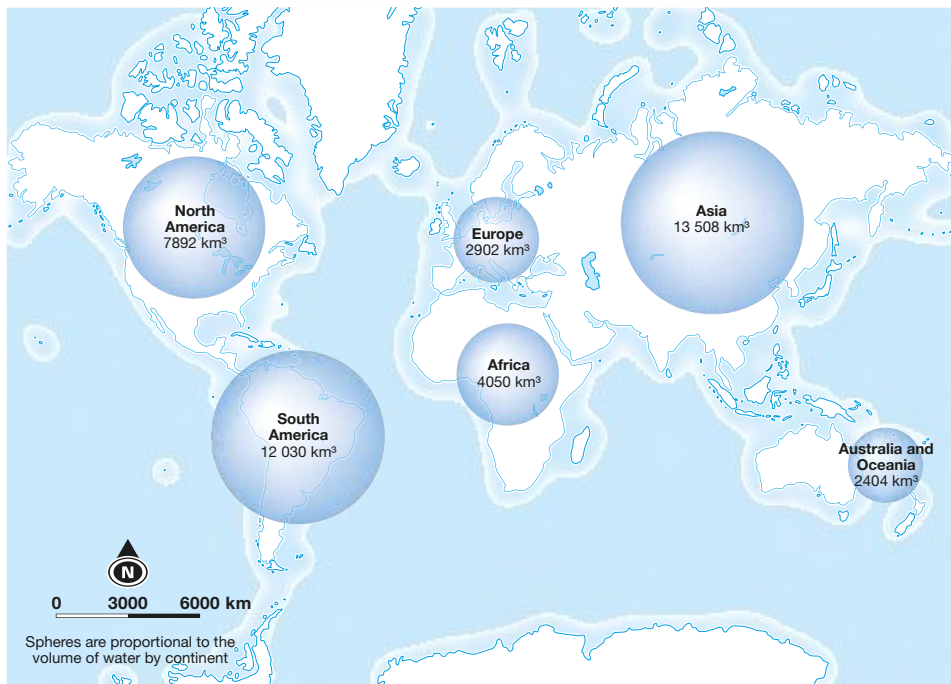 North
America
7892 km³
Europe
2902 km³
Asia
13 508 km³
Africa
4050 km³
South
America
12 030 km³
Australia and
Oceania
2404 km³
N
0 3000 6000 km
Spheres are proportional to the
volume of water by continent